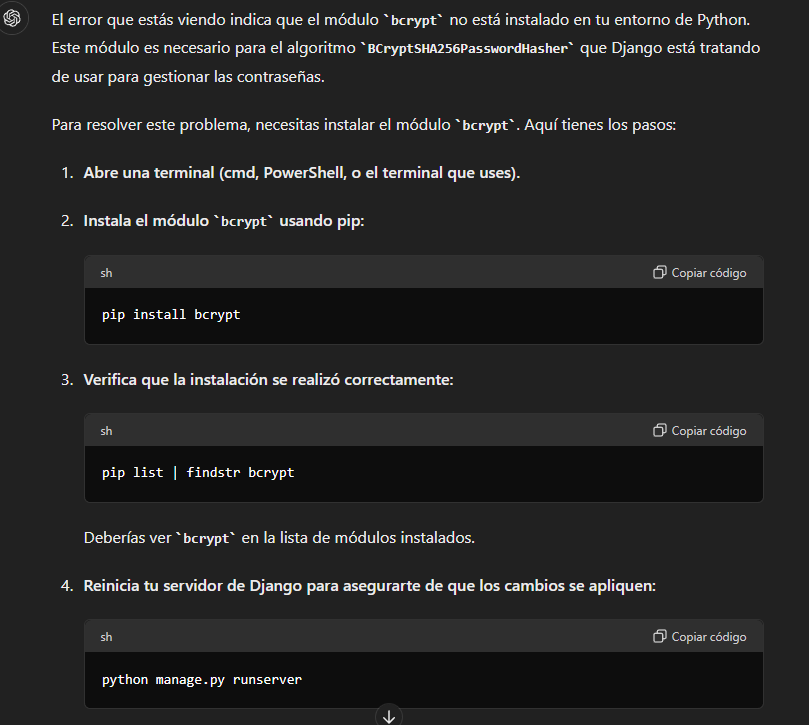 El error que estás viendo indica que el módulo `bcrypt` no está instalado en tu entorno de Python.
Este módulo es necesario para el algoritmo `BCryptSHA256PasswordHasher` que Django está tratando
de usar para gestionar las contraseñas.
Para resolver este problema, necesitas instalar el módulo `bcrypt`. Aquí tienes los pasos:
1. Abre una terminal (cmd, PowerShell, o el terminal que uses).
2. Instala el módulo `bcrypt` usando pip:
sh Copiar código
pip install bcrypt
3. Verifica que la instalación se realizó correctamente:
sh Copiar código
pip list | findstr bcrypt
Deberías ver `bcrypt` en la lista de módulos instalados.
4. Reinicia tu servidor de Django para asegurarte de que los cambios se apliquen:
sh Copiar código
python manage.py runserver